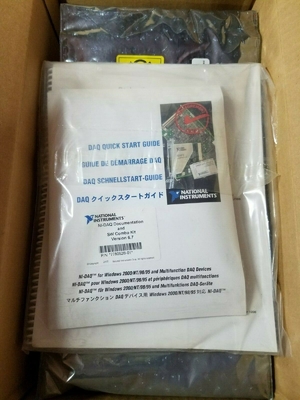 DAQ QUICK START GUIDE
GUIDE DE DÉMARRAGE DAQ
DAQ SCHNELLSTART-GUIDE
DAQ クイックスタートガイド
NATIONAL
INSTRUMENTS
NATIONAL
INSTRUMENTS
NI-DAQ Documentation
and
SW Combo Kit
Version 6.7
NI-DAQ™ for Windows 2000/NT/98/95 and Multifunction DAQ Devices
NI-DAQ™ pour Windows 2000/NT/98/95 et périphériques DAQ multifonctions
NI-DAQ™ für Windows 2000/NT/98/95 und Multifunktions DAQ-Geräte
マルチファンクション DAQ デバイス用 Windows 2000/NT/98/95 対応 NI-DAQ™